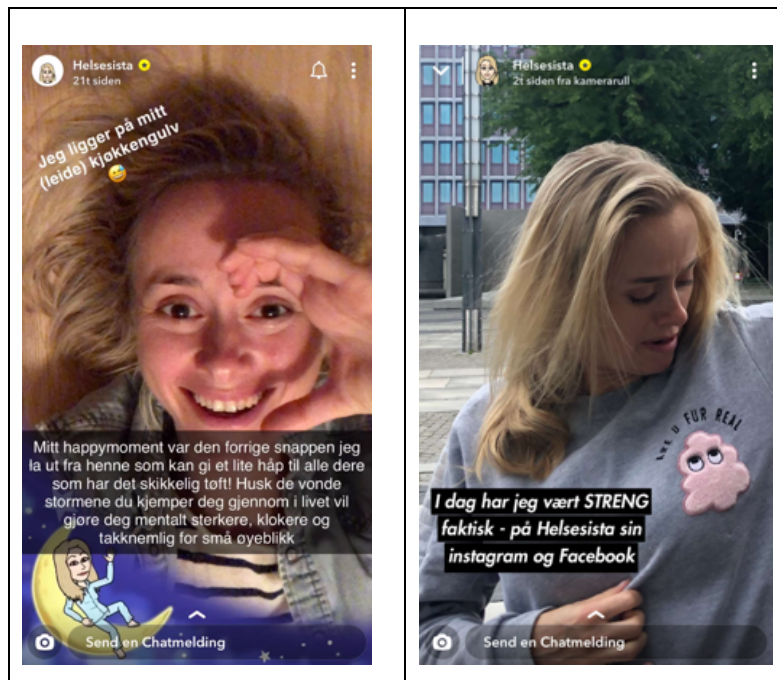 Helsesista
21t siden
Jeg ligger på mitt
(leide) kjøkkengulv
Mitt happymoment var den forrige snappen jeg
la ut fra henne som kan gi et lite håp til alle dere
som har det skikkelig tøft! Husk de vonde
stormene du kjemper deg gjennom i livet vil
gjøre deg mentalt sterkere, klokere og
takknemlig for små øyeblikk
Send en Chatmelding
Helsesista
2t siden fra kamerarull
ARE U FUR REAL
I dag har jeg vært STRENG
faktisk - på Helsesista sin
instagram og Facebook
Send en Chatmelding